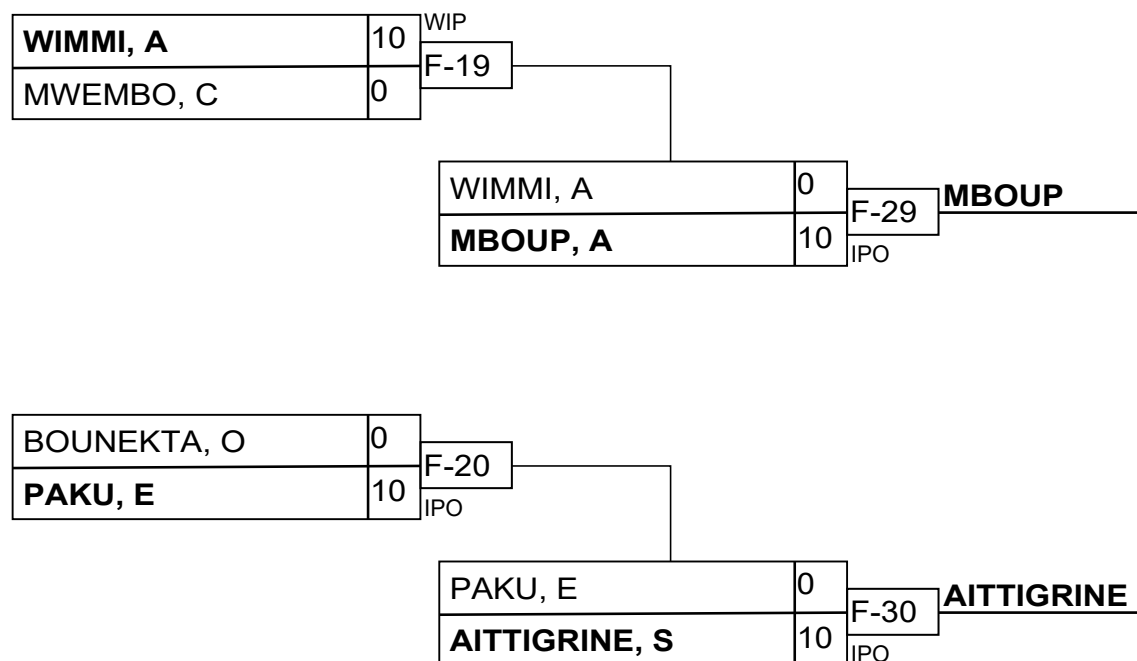 WIMMI, A 10 WIP
F-19
MWEMBO, C 0
WIMMI, A 0
F-29 MBOUP
MBOUP, A 10 IPO
BOUNEKTA, O 0
F-20
PAKU, E 10 IPO
PAKU, E 0
F-30 AITTIGRINE
AITTIGRINE, S 10 IPO